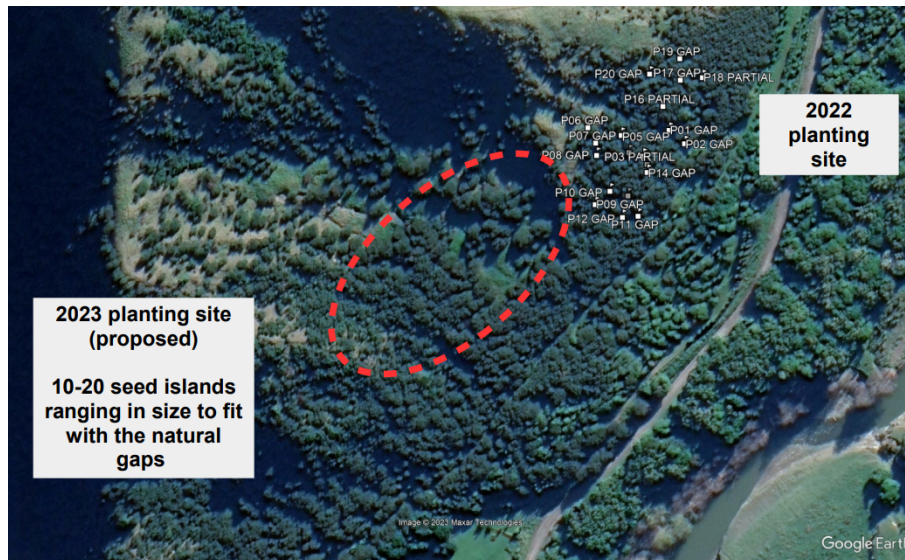 P19 GAP
P20 GAP
P17 GAP
P18 PARTIAL
P16 PARTIAL
2022
planting
site
P06 GAP
P07 GAP
P05 GAP
P01 GAP
P02 GAP
P08 GAP
P03 PARTIAL
P14 GAP
P10 GAP
P09 GAP
P12 GAP
P11 GAP
2023 planting site
(proposed)
10-20 seed islands
ranging in size to fit
with the natural
gaps
Image © 2023 Maxar Technologies
Google Earth